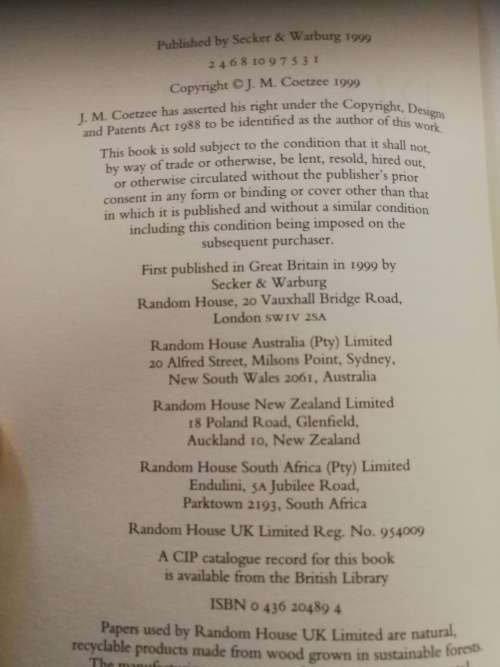 Published by Secker & Warburg 1999
2 4 6 8 10 9 7 5 3 1
Copyright © J. M. Coetzee 1999
J. M. Coetzee has asserted his right under the Copyright, Designs
and Patents Act 1988 to be identified as the author of this work
This book is sold subject to the condition that it shall not,
by way of trade or otherwise, be lent, resold, hired out,
or otherwise circulated without the publisher's prior
consent in any form or binding or cover other than that
in which it is published and without a similar condition
including this condition being imposed on the
subsequent purchaser.
First published in Great Britain in 1999 by
Secker & Warburg
Random House, 20 Vauxhall Bridge Road,
London SW1V 2SA
Random House Australia (Pty) Limited
20 Alfred Street, Milsons Point, Sydney,
New South Wales 2061, Australia
Random House New Zealand Limited
18 Poland Road, Glenfield,
Auckland 10, New Zealand
Random House South Africa (Pty) Limited
Endulini, 5A Jubilee Road,
Parktown 2193, South Africa
Random House UK Limited Reg. No. 954009
A CIP catalogue record for this book
is available from the British Library
ISBN 0 436 20489 4
Papers used by Random House UK Limited are natural,
recyclable products made from wood grown in sustainable forests
The